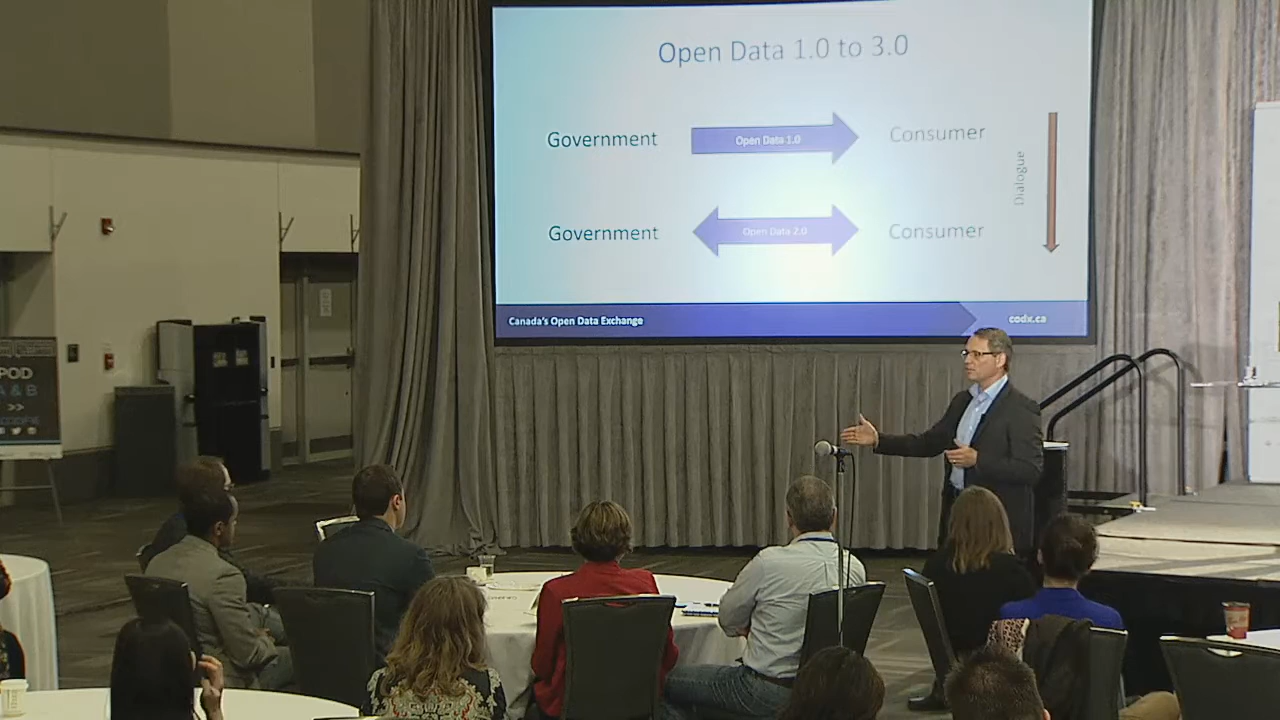 Open Data 1.0 to 3.0
Government
Open Data 1.0
Consumer
Dialogue
Government
Open Data 2.0
Consumer
Canada's Open Data Exchange
codx.ca
POD
A & B
>>